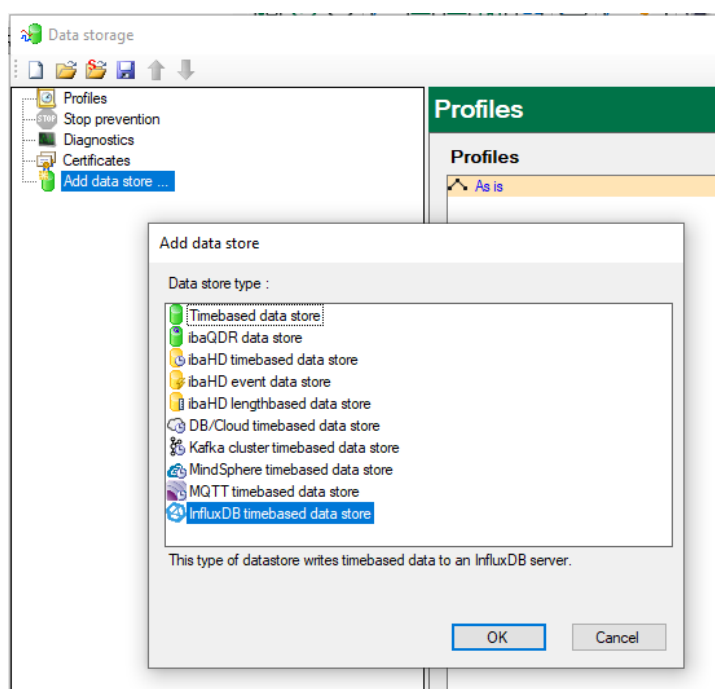 Data storage
Profiles
STOP Stop prevention
Diagnostics
Certificates
Add data store ...
Profiles
Profiles
As is
Add data store
Data store type :
Timebased data store
ibaQDR data store
ibaHD timebased data store
ibaHD event data store
ibaHD lengthbased data store
DB/Cloud timebased data store
Kafka cluster timebased data store
MindSphere timebased data store
MQTT timebased data store
InfluxDB timebased data store
This type of datastore writes timebased data to an InfluxDB server.
OK Cancel